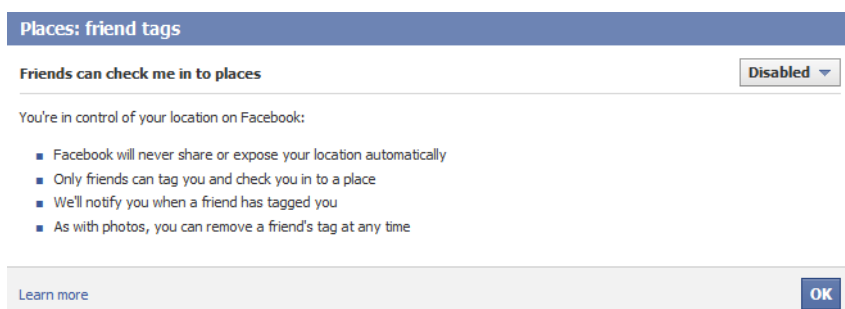 Places: friend tags
Friends can check me in to places
Disabled
You're in control of your location on Facebook:
Facebook will never share or expose your location automatically
Only friends can tag you and check you in to a place
We'll notify you when a friend has tagged you
As with photos, you can remove a friend's tag at any time
Learn more
OK